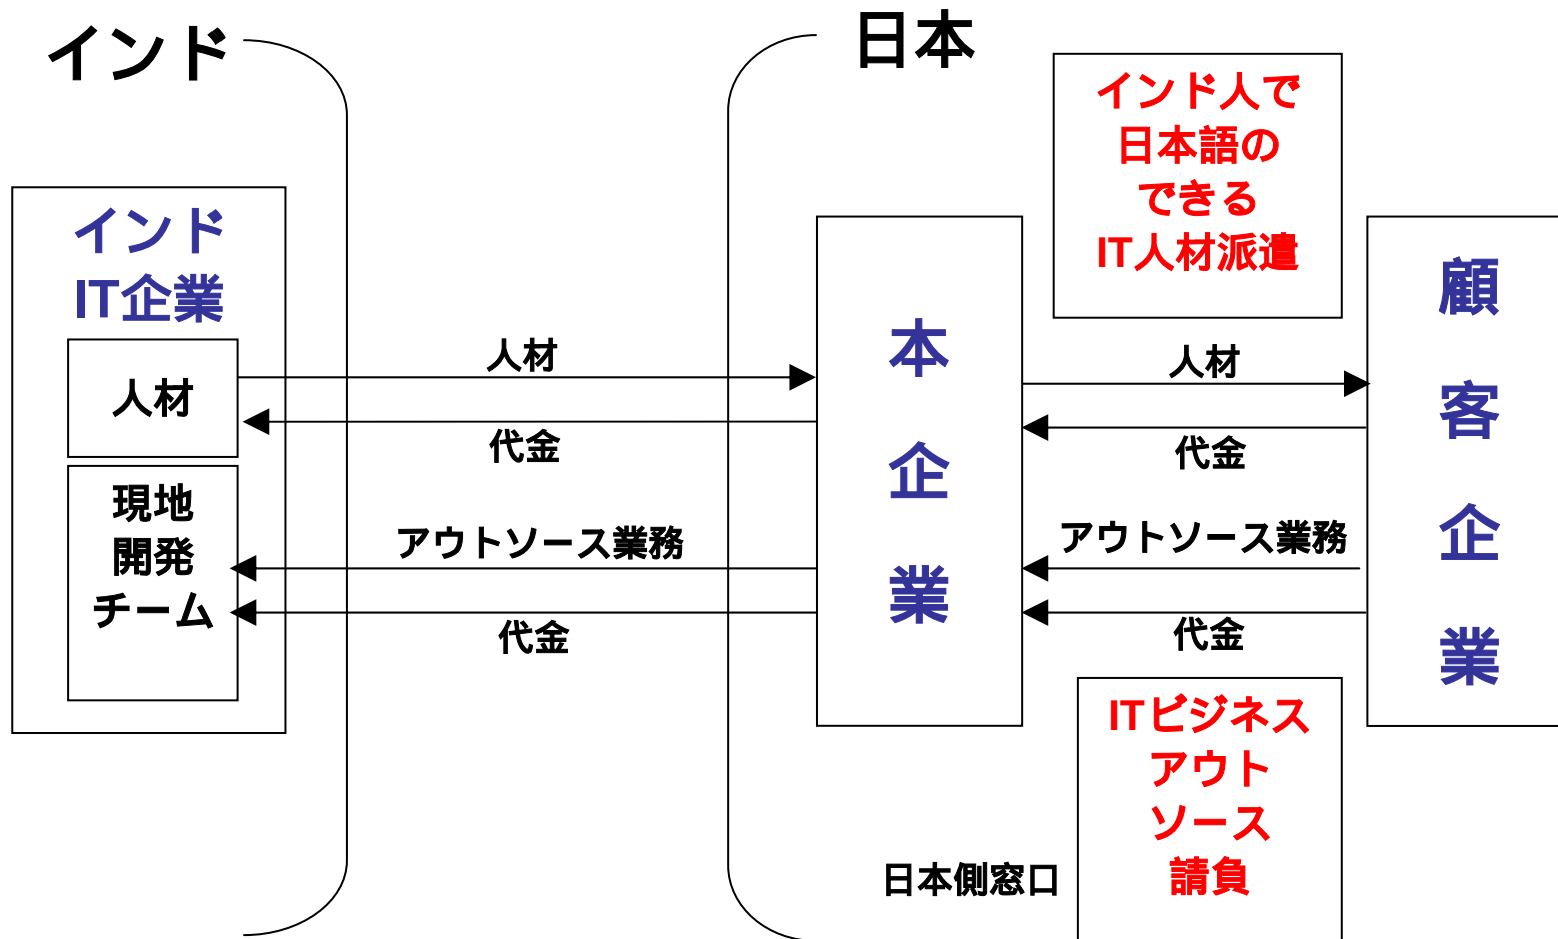 インド
日本
インド
IT企業
人材
現地
開発
チーム
人材
代金
アウトソース業務
代金
本企業
インド人で
日本語の
できる
IT人材派遣
人材
代金
アウトソース業務
代金
顧客企業
ITビジネス
アウト
ソース
請負
日本側窓口